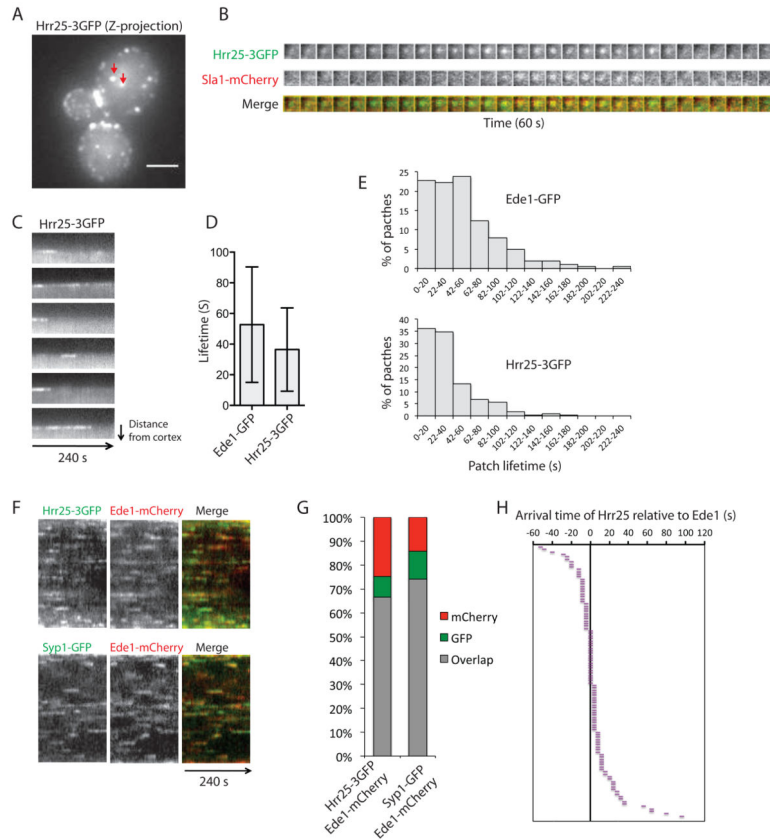 A
Hrr25-3GFP (Z-projection)
B
Hrr25-3GFP
Sla1-mCherry
Merge
Time (60 s)
C
Hrr25-3GFP
Distance
from cortex
240 s
D
Lifetime (S)
100
80
60
40
20
0
Ede1-GFP
Hrr25-3GFP
E
Ede1-GFP
% of pacthes
25
20
15
10
5
0
0-20
22-40
42-60
62-80
82-100
102-120
122-140
142-160
162-180
182-200
202-220
222-240
Hrr25-3GFP
% of pacthes
40
35
30
25
20
15
10
5
0
0-20
22-40
42-60
62-80
82-100
102-120
122-140
142-160
162-180
182-200
202-220
222-240
Patch lifetime (s)
F
Hrr25-3GFP Ede1-mCherry Merge
Syp1-GFP Ede1-mCherry Merge
240 s
G
100%
90%
80%
70%
60%
50%
40%
30%
20%
10%
0%
mCherry
GFP
Overlap
Hrr25-3GFP
Ede1-mCherry
Syp1-GFP
Ede1-mCherry
H
Arrival time of Hrr25 relative to Ede1 (s)
-60 -40 -20 0 20 40 60 80 100 120